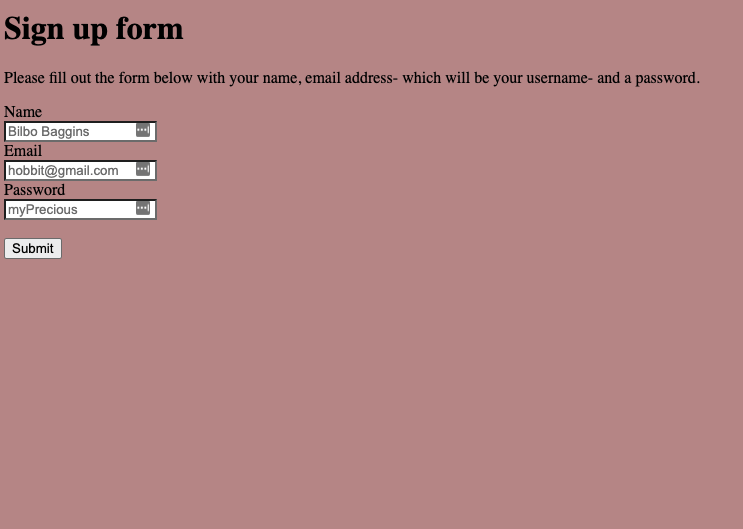 Sign up form
Please fill out the form below with your name, email address- which will be your username- and a password.
Name
Bilbo Baggins
Email
hobbit@gmail.com
Password
myPrecious
Submit